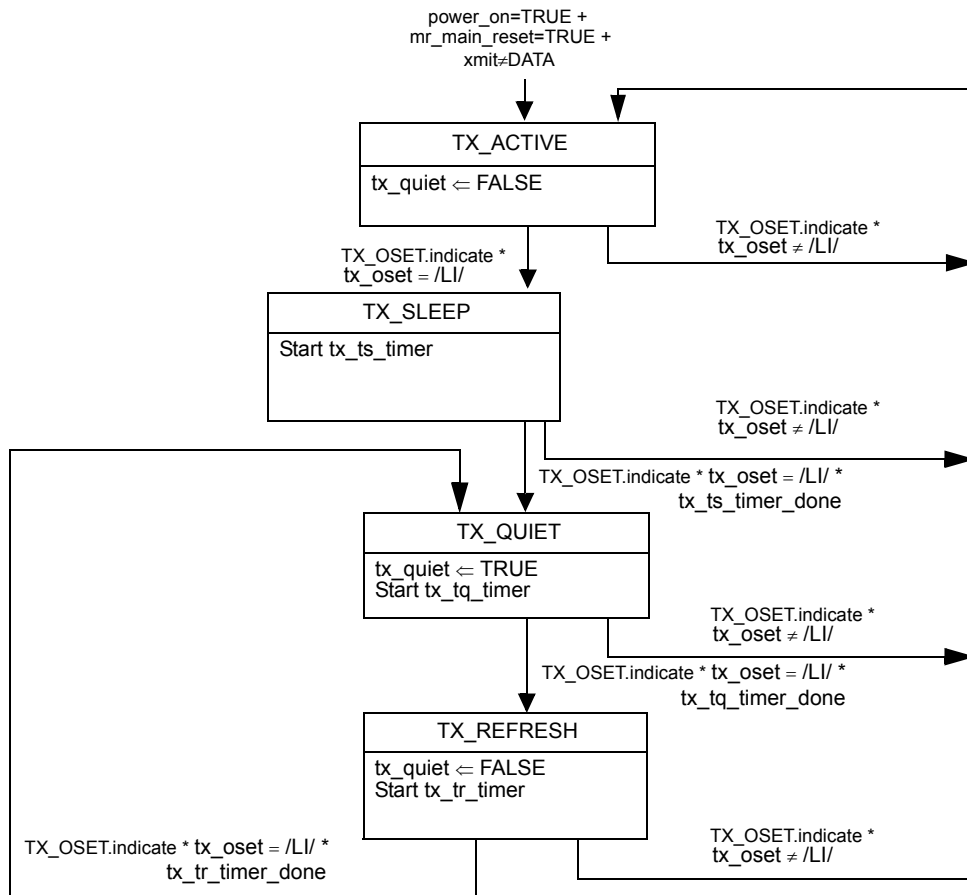 power_on=TRUE +
mr_main_reset=TRUE +
xmit≠DATA
TX_ACTIVE
tx_quiet ⇐ FALSE
TX_OSET.indicate *
tx_oset ≠ /LI/
TX_OSET.indicate *
tx_oset = /LI/
TX_SLEEP
Start tx_ts_timer
TX_OSET.indicate *
tx_oset ≠ /LI/
TX_OSET.indicate * tx_oset = /LI/ *
tx_ts_timer_done
TX_QUIET
tx_quiet ⇐ TRUE
Start tx_tq_timer
TX_OSET.indicate *
tx_oset ≠ /LI/
TX_OSET.indicate * tx_oset = /LI/ *
tx_tq_timer_done
TX_REFRESH
tx_quiet ⇐ FALSE
Start tx_tr_timer
TX_OSET.indicate * tx_oset = /LI/ *
tx_tr_timer_done
TX_OSET.indicate *
tx_oset ≠ /LI/